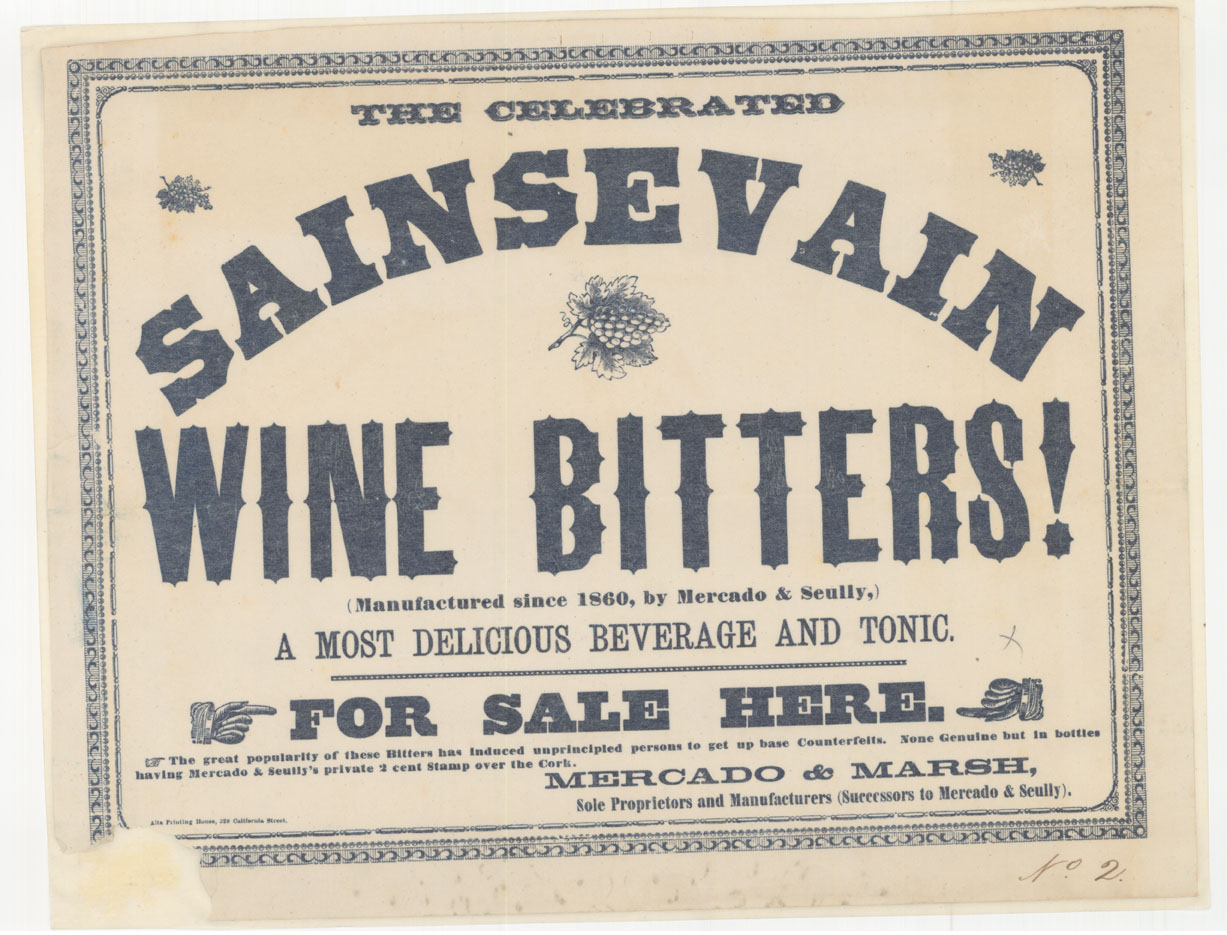 THE CELEBRATED
SAINSEVAIN
WINE BITTERS!
(Manufactured since 1860, by Mercado & Seully,)
A MOST DELICIOUS BEVERAGE AND TONIC.
FOR SALE HERE.
☞ The great popularity of these Bitters has induced unprincipled persons to get up base Counterfeits. None Genuine but in bottles
having Mercado & Seully's private 2 cent Stamp over the Cork.
MERCADO & MARSH,
Sole Proprietors and Manufacturers (Successors to Mercado & Seully).
Alta Printing House, 529 California Street.
No 2.